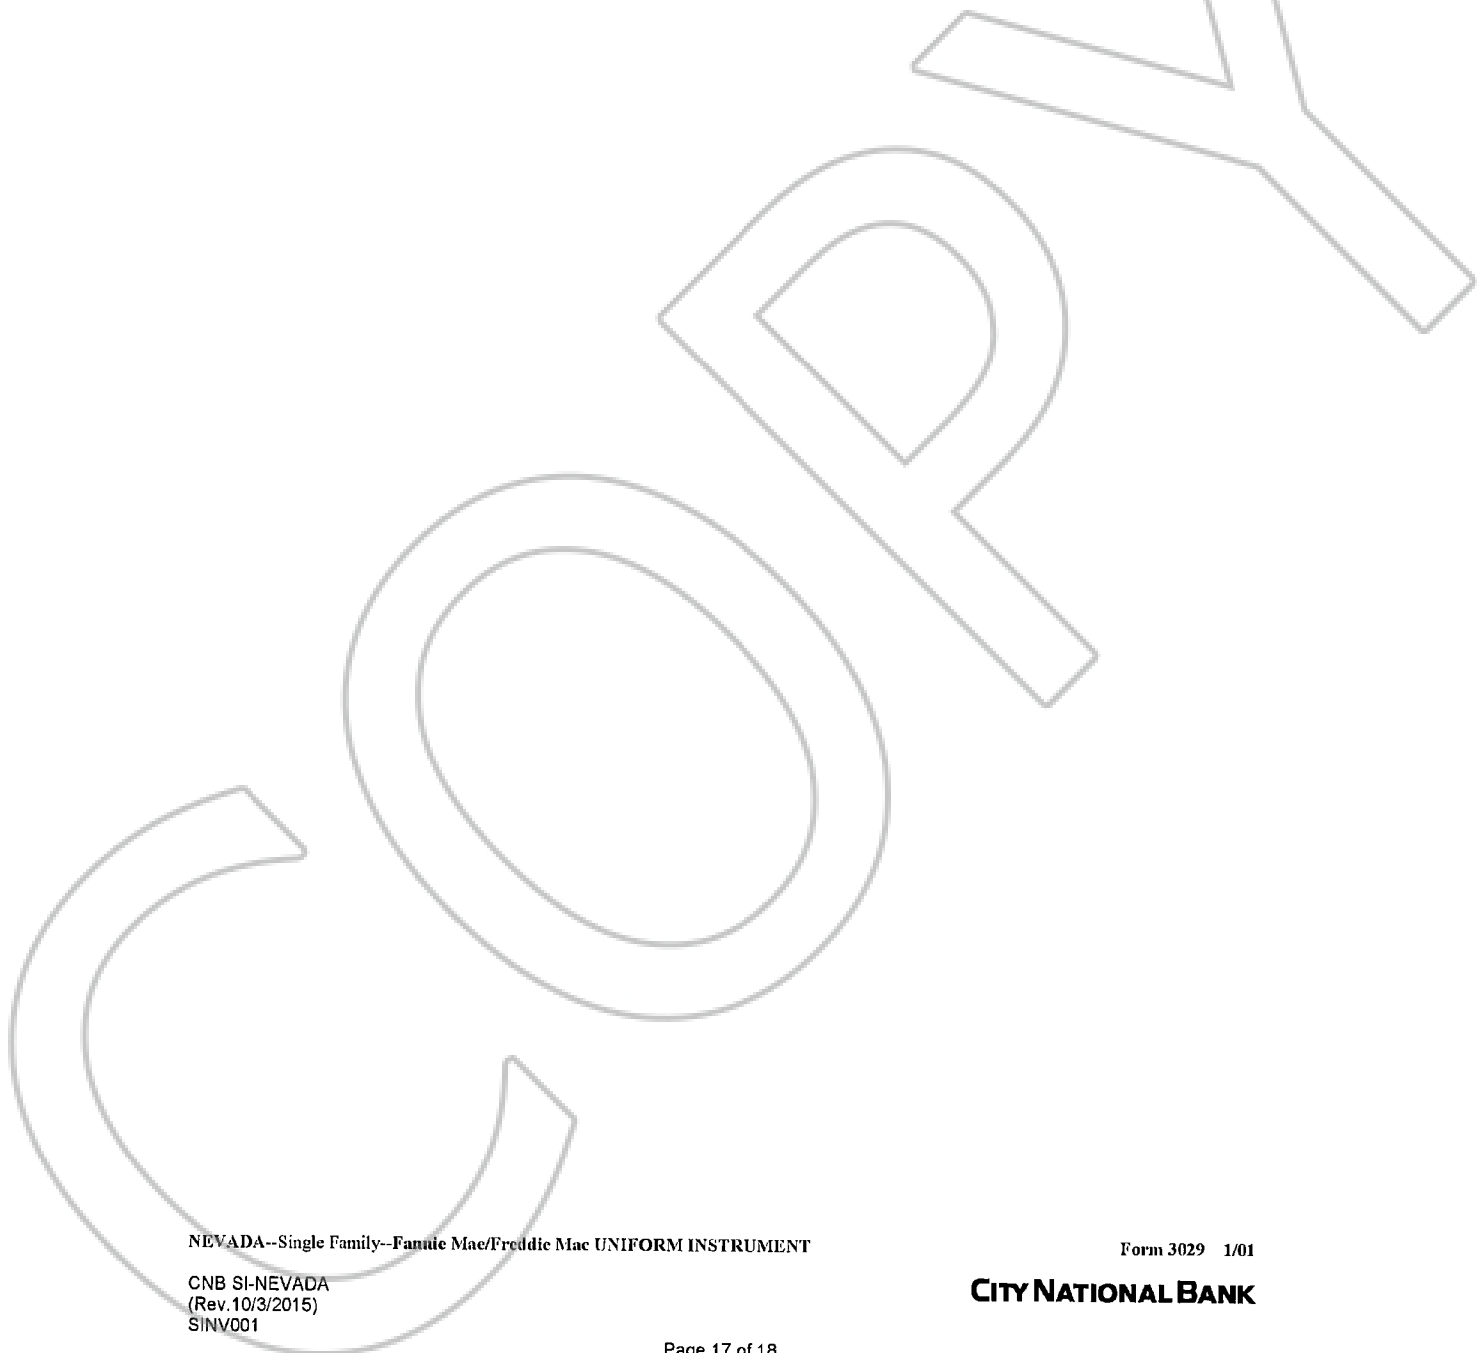 COPY
NEVADA--Single Family--Fannie Mae/Freddie Mac UNIFORM INSTRUMENT
Form 3029 1/01
CNB SI-NEVADA
(Rev.10/3/2015)
SINV001
CITY NATIONAL BANK
Page 17 of 18